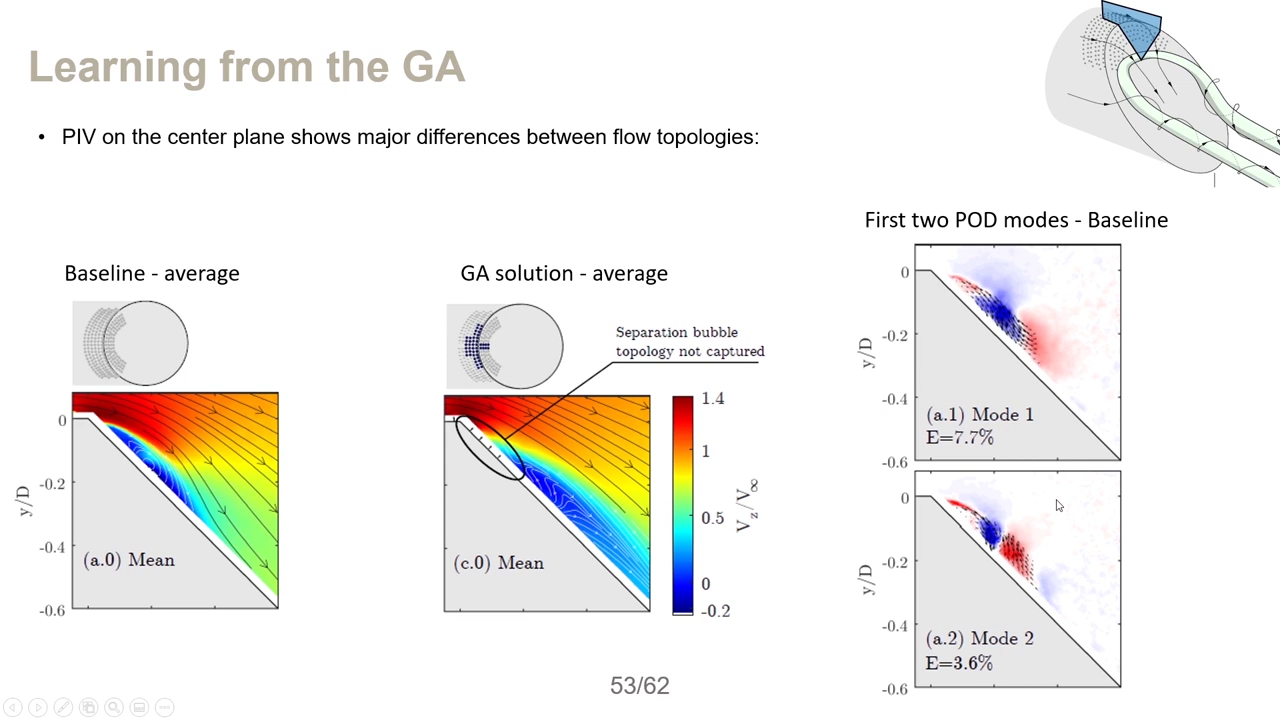 Learning from the GA
• PIV on the center plane shows major differences between flow topologies:
First two POD modes - Baseline
Baseline - average
GA solution - average
Separation bubble
topology not captured
0
-0.2
-0.4
-0.6
y/D
(a.0) Mean
(c.0) Mean
1.4
1
0.5
0
-0.2
V_z/V_∞
0
-0.2
-0.4
-0.6
y/D
(a.1) Mode 1
E=7.7%
0
-0.2
-0.4
-0.6
y/D
(a.2) Mode 2
E=3.6%
53/62